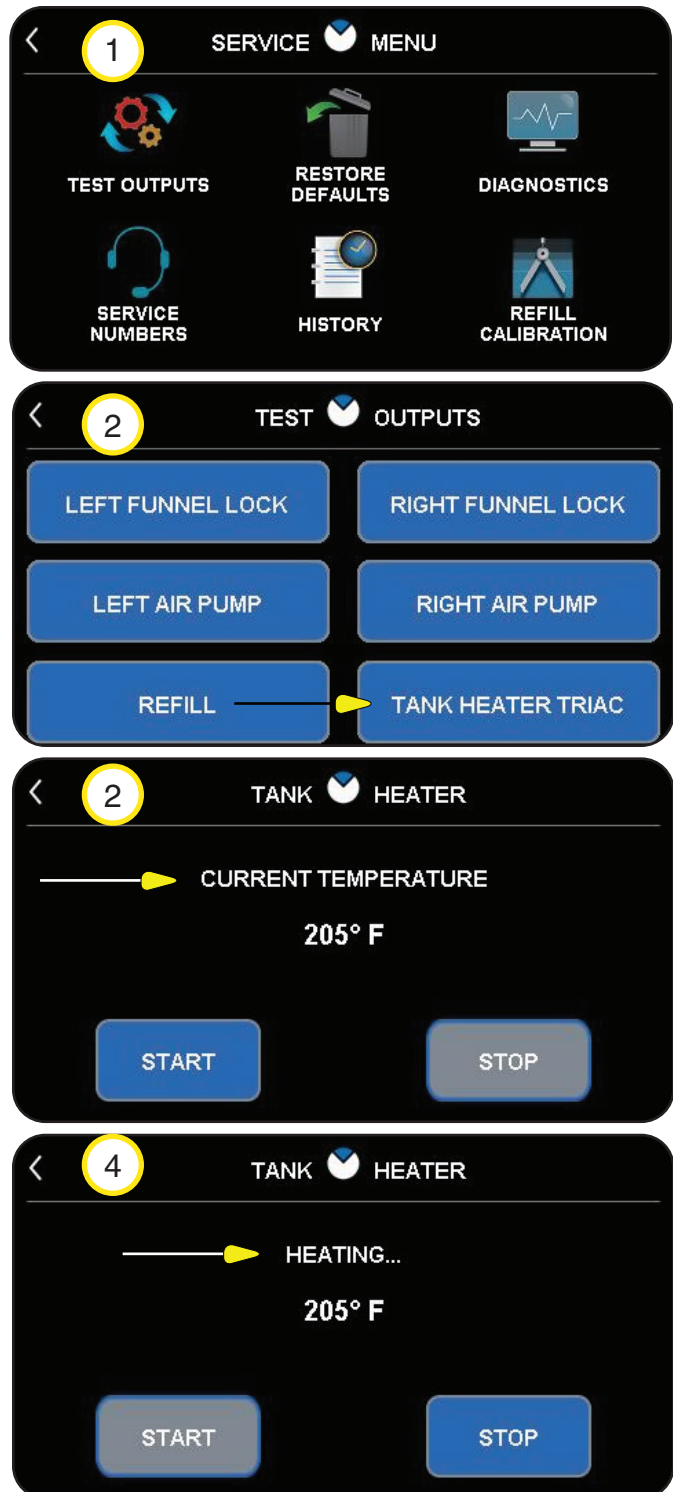 1
SERVICE MENU
TEST OUTPUTS
RESTORE
DEFAULTS
DIAGNOSTICS
SERVICE
NUMBERS
HISTORY
REFILL
CALIBRATION
2
TEST OUTPUTS
LEFT FUNNEL LOCK
RIGHT FUNNEL LOCK
LEFT AIR PUMP
RIGHT AIR PUMP
REFILL
TANK HEATER TRIAC
2
TANK HEATER
CURRENT TEMPERATURE
205° F
START
STOP
4
TANK HEATER
HEATING...
205° F
START
STOP